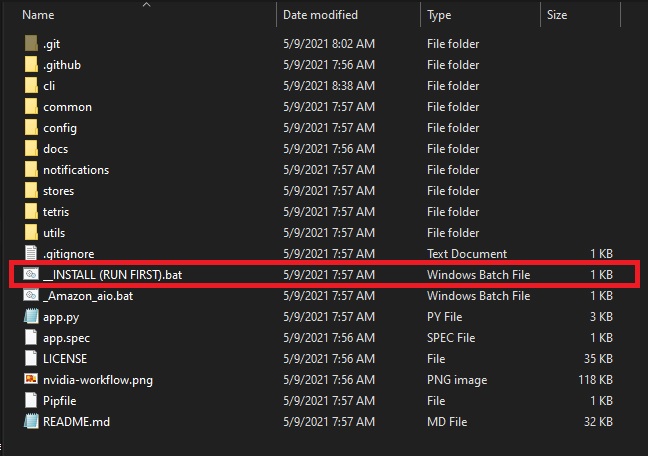 Name Date modified Type Size
.git 5/9/2021 8:02 AM File folder
.github 5/9/2021 7:56 AM File folder
cli 5/9/2021 8:38 AM File folder
common 5/9/2021 7:57 AM File folder
config 5/9/2021 7:57 AM File folder
docs 5/9/2021 7:56 AM File folder
notifications 5/9/2021 7:57 AM File folder
stores 5/9/2021 7:57 AM File folder
tetris 5/9/2021 7:57 AM File folder
utils 5/9/2021 7:57 AM File folder
.gitignore 5/9/2021 7:57 AM Text Document 1 KB
__INSTALL (RUN FIRST).bat 5/9/2021 7:57 AM Windows Batch File 1 KB
_Amazon_aio.bat 5/9/2021 7:57 AM Windows Batch File 1 KB
app.py 5/9/2021 7:57 AM PY File 3 KB
app.spec 5/9/2021 7:56 AM SPEC File 1 KB
LICENSE 5/9/2021 7:56 AM File 35 KB
nvidia-workflow.png 5/9/2021 7:56 AM PNG image 118 KB
Pipfile 5/9/2021 7:56 AM File 1 KB
README.md 5/9/2021 7:57 AM MD File 32 KB